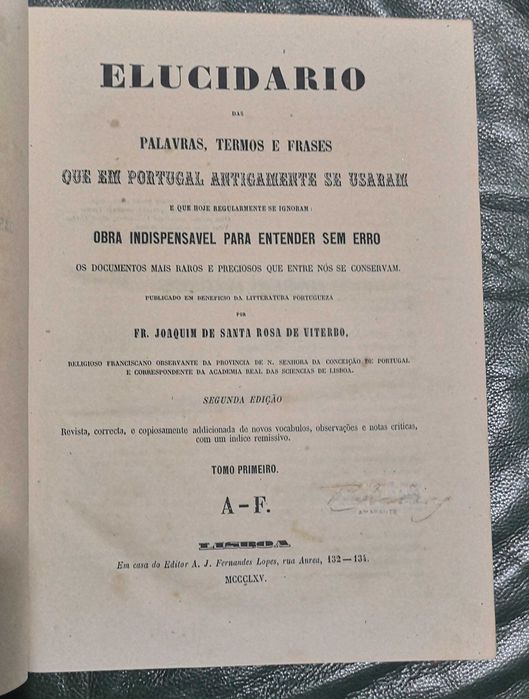 ELUCIDARIO
DAS
PALAVRAS, TERMOS E FRASES
QUE EM PORTUGAL ANTIGAMENTE SE USARAM
E QUE HOJE REGULARMENTE SE IGNORAM:
OBRA INDISPENSAVEL PARA ENTENDER SEM ERRO
OS DOCUMENTOS MAIS RAROS E PRECIOSOS QUE ENTRE NÓS SE CONSERVAM.
PUBLICADO EM BENEFICIO DA LITTERATURA PORTUGUEZA
POR
FR. JOAQUIM DE SANTA ROSA DE VITERBO,
RELIGIOSO FRANCISCANO OBSERVANTE DA PROVINCIA DE N. SENHORA DA CONCEIÇÃO DE PORTUGAL
E CORRESPONDENTE DA ACADEMIA REAL DAS SCIENCIAS DE LISBOA.
SEGUNDA EDIÇÃO
Revista, correcta, e copiosamente addicionada de novos vocabulos, observações e notas criticas,
com um indice remissivo.
TOMO PRIMEIRO.
A-F.
AMARANTE
LISBOA
Em casa do Editor A. J. Fernandes Lopes, rua Aurea, 132—134.
MCCCLXV.